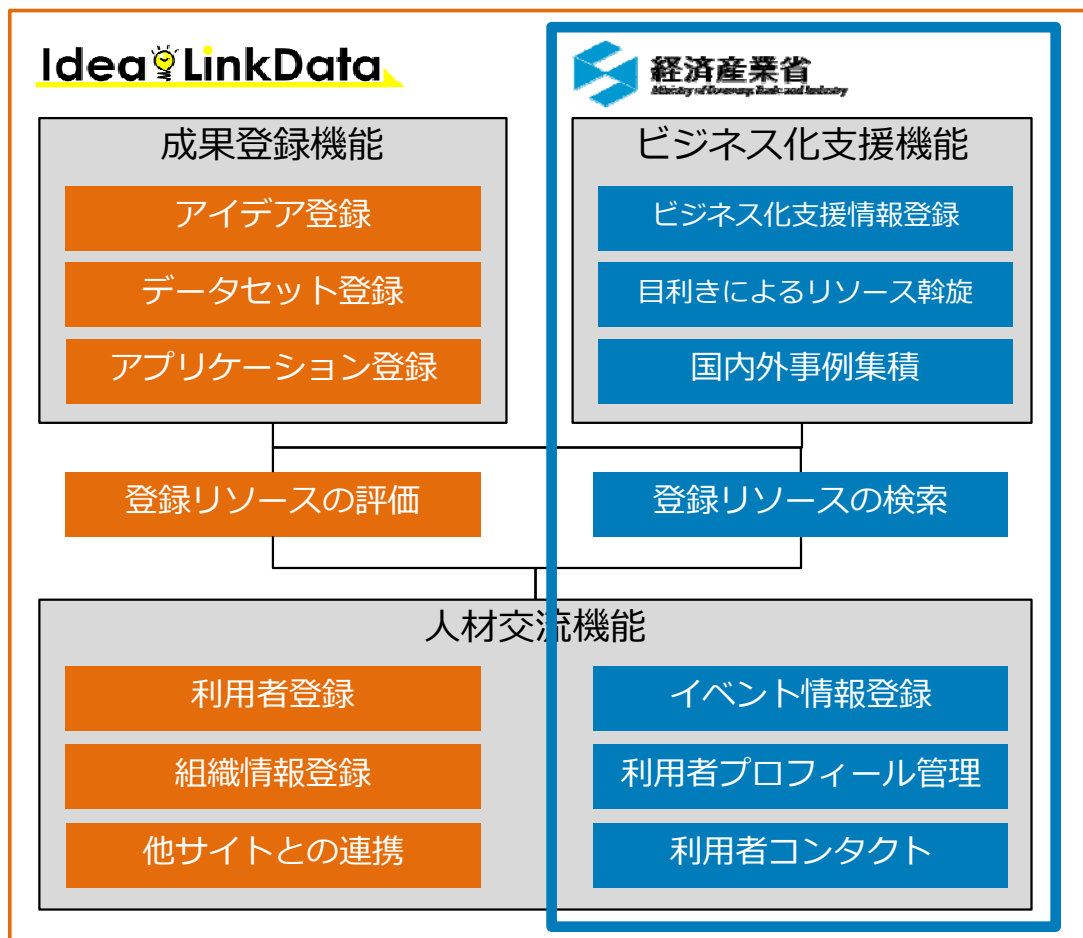 IdeaLinkData
経済産業省
成果登録機能
アイデア登録
データセット登録
アプリケーション登録
ビジネス化支援機能
ビジネス化支援情報登録
目利きによるリソース斡旋
国内外事例集積
登録リソースの評価
登録リソースの検索
人材交流機能
利用者登録
組織情報登録
他サイトとの連携
イベント情報登録
利用者プロフィール管理
利用者コンタクト